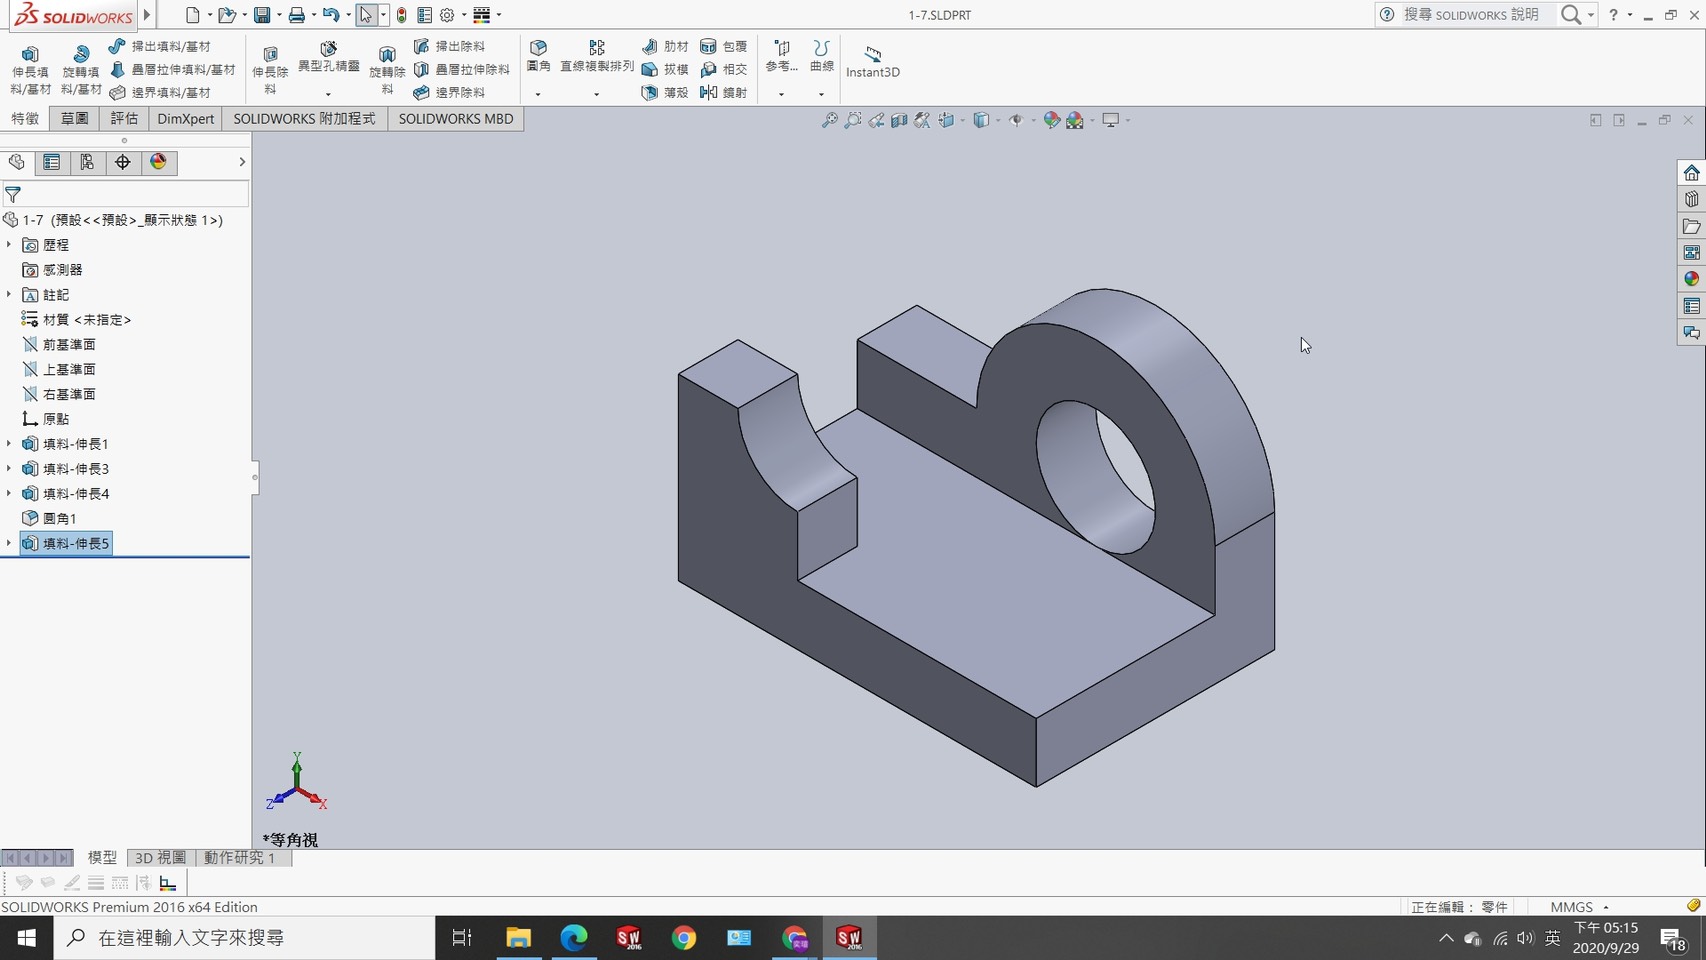 SOLIDWORKS
1-7.SLDPRT
搜尋 SOLIDWORKS 說明
伸長填料/基材
旋轉填料/基材
掃出填料/基材
疊層拉伸填料/基材
邊界填料/基材
伸長除料
異型孔精靈
旋轉除料
掃出除料
疊層拉伸除料
邊界除料
圓角
直線複製排列
肋材
拔模
薄殼
包覆
相交
鏡射
參考...
曲線
Instant3D
特徵
草圖
評估
DimXpert
SOLIDWORKS 附加程式
SOLIDWORKS MBD
1-7 (預設<<預設>_顯示狀態 1>)
歷程
感測器
註記
材質 <未指定>
前基準面
上基準面
右基準面
原點
填料-伸長1
填料-伸長3
填料-伸長4
圓角1
填料-伸長5
Y
Z
X
*等角視
模型
3D 視圖
動作研究 1
SOLIDWORKS Premium 2016 x64 Edition
正在編輯： 零件
MMGS
在這裡輸入文字來搜尋
SW
2016
SW
2016
英
下午 05:15
2020/9/29
18